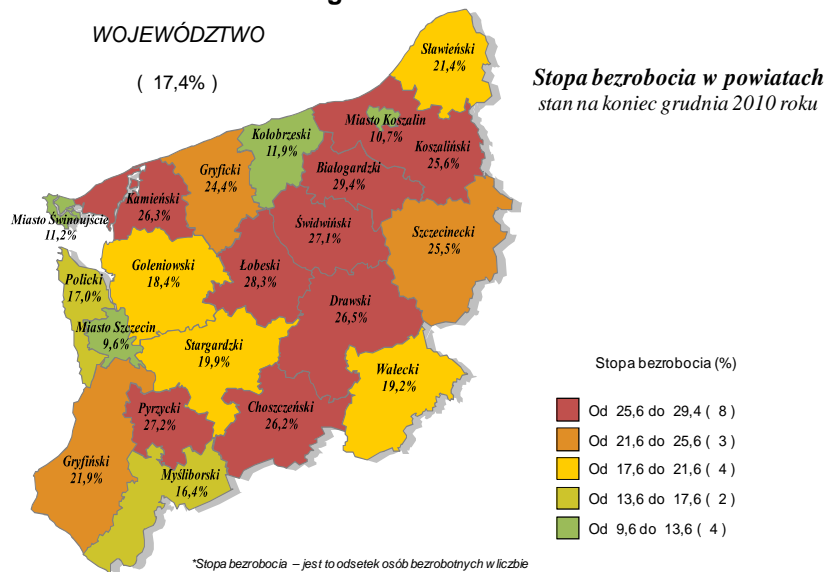 WOJEWÓDZTWO
( 17,4% )
Stopa bezrobocia w powiatach
stan na koniec grudnia 2010 roku
Sławieński
21,4%
Miasto Koszalin
10,7%
Kołobrzeski
11,9%
Koszaliński
25,6%
Białogardzki
29,4%
Gryficki
24,4%
Kamieński
26,3%
Miasto Świnoujście
11,2%
Świdwiński
27,1%
Szczecinecki
25,5%
Goleniowski
18,4%
Łobeski
28,3%
Policki
17,0%
Drawski
26,5%
Miasto Szczecin
9,6%
Stargardzki
19,9%
Wałecki
19,2%
Pyrzycki
27,2%
Choszczeński
26,2%
Gryfiński
21,9%
Myśliborski
16,4%
Stopa bezrobocia (%)
Od 25,6 do 29,4 ( 8)
Od 21,6 do 25,6 ( 3)
Od 17,6 do 21,6 ( 4)
Od 13,6 do 17,6 ( 2)
Od 9,6 do 13,6 ( 4)
*Stopa bezrobocia – jest to odsetek osób bezrobotnych w liczbie